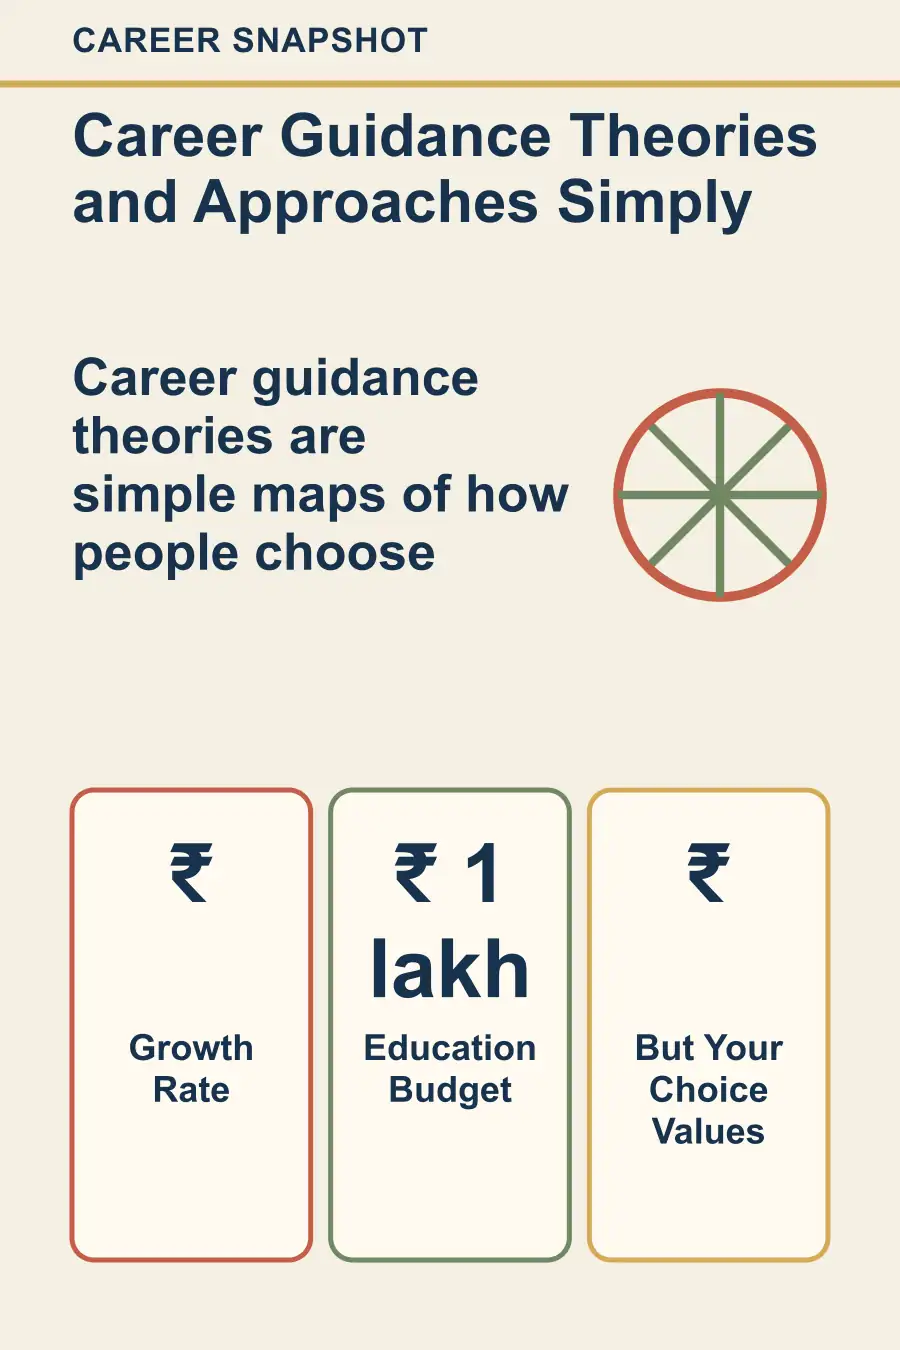 CAREER SNAPSHOT
Career Guidance Theories
and Approaches Simply
Career guidance
theories are
simple maps of how
people choose
₹
Growth
Rate
₹ 1
lakh
Education
Budget
₹
But Your
Choice
Values